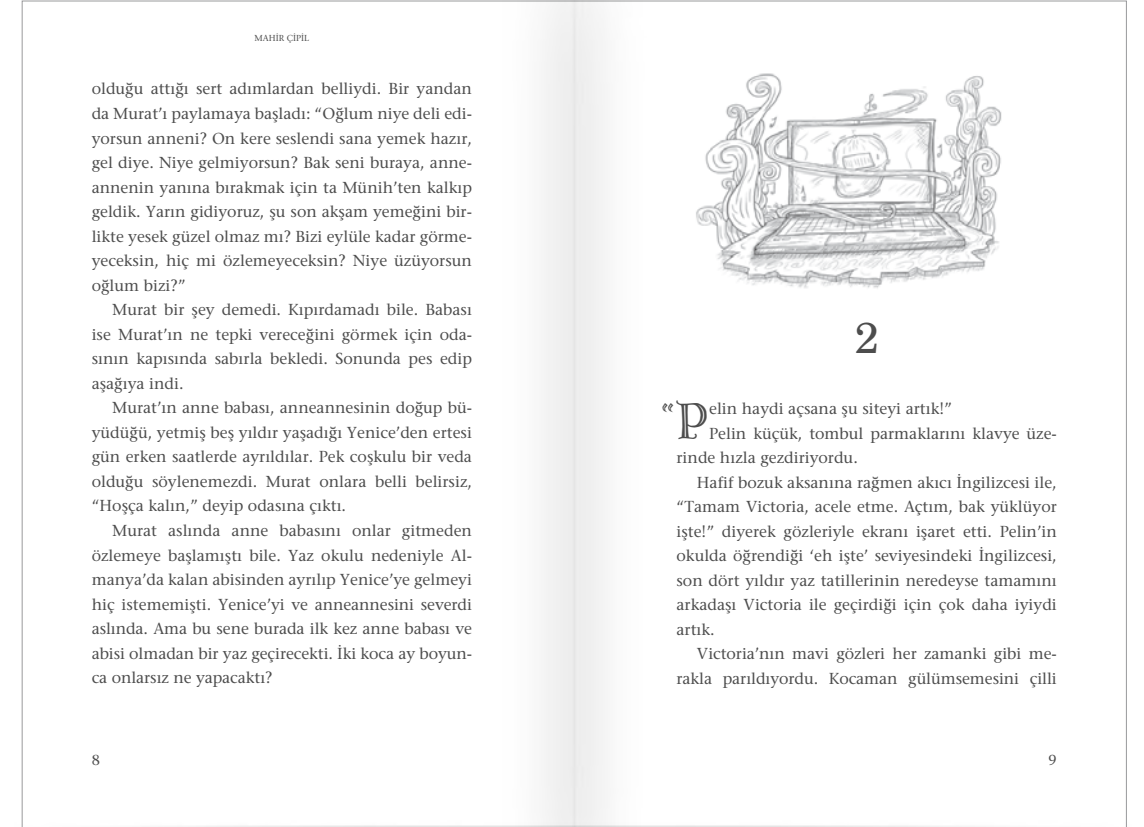 MAHİR ÇİPİL
olduğu attığı sert adımlardan belliydi. Bir yandan
da Murat’ı paylamaya başladı: “Oğlum niye deli edi-
yorsun anneni? On kere seslendi sana yemek hazır,
gel diye. Niye gelmiyorsun? Bak seni buraya, anne-
annenin yanına bırakmak için ta Münih’ten kalkıp
geldik. Yarın gidiyoruz, şu son akşam yemeğini bir-
likte yesek güzel olmaz mı? Bizi eylüle kadar görme-
yeceksin, hiç mi özlemeyeceksin? Niye üzüyorsun
oğlum bizi?”
Murat bir şey demedi. Kıpırdamadı bile. Babası
ise Murat’ın ne tepki vereceğini görmek için oda-
sının kapısında sabırla bekledi. Sonunda pes edip
aşağıya indi.
Murat’ın anne babası, anneannesinin doğup bü-
yüdüğü, yetmiş beş yıldır yaşadığı Yenice’den ertesi
gün erken saatlerde ayrıldılar. Pek coşkulu bir veda
olduğu söylenemezdi. Murat onlara belli belirsiz,
“Hoşça kalın,” deyip odasına çıktı.
Murat aslında anne babasını onlar gitmeden
özlemeye başlamıştı bile. Yaz okulu nedeniyle Al-
manya’da kalan abisinden ayrılıp Yenice’ye gelmeyi
hiç istememişti. Yenice’yi ve anneannesini severdi
aslında. Ama bu sene burada ilk kez anne babası ve
abisi olmadan bir yaz geçirecekti. İki koca ay boyun-
ca onlarsız ne yapacaktı?
8
2
“Pelin haydi açsana şu siteyi artık!”
Pelin küçük, tombul parmaklarını klavye üze-
rinde hızla gezdiriyordu.
Hafif bozuk aksanına rağmen akıcı İngilizcesi ile,
“Tamam Victoria, acele etme. Açtım, bak yüklüyor
işte!” diyerek gözleriyle ekranı işaret etti. Pelin’in
okulda öğrendiği ‘eh işte’ seviyesindeki İngilizcesi,
son dört yıldır yaz tatillerinin neredeyse tamamını
arkadaşı Victoria ile geçirdiği için çok daha iyiydi
artık.
Victoria’nın mavi gözleri her zamanki gibi me-
rakla parıldıyordu. Kocaman gülümsemesini çilli
9